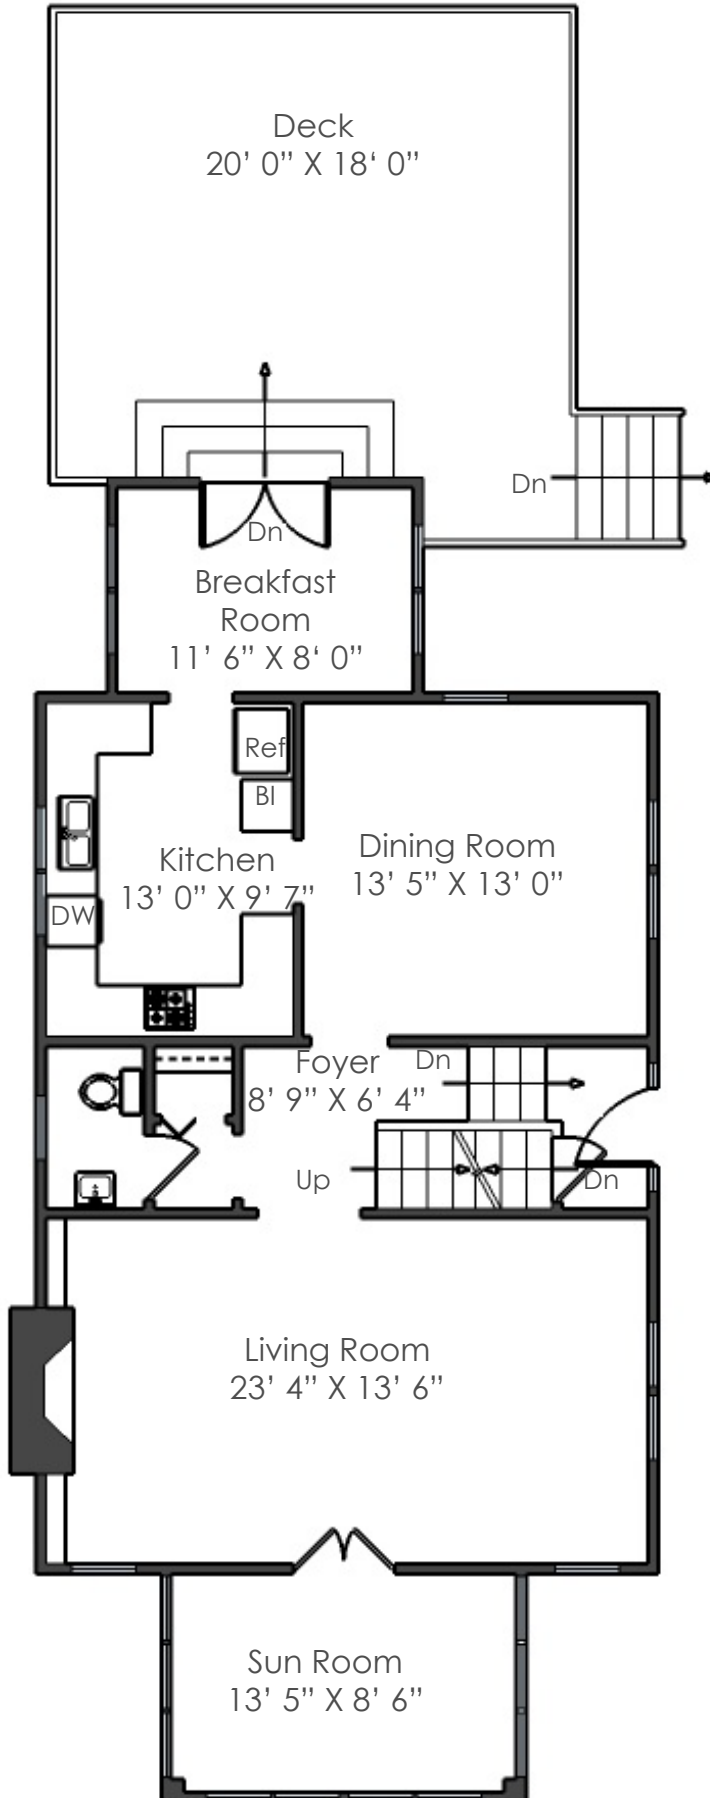 Deck
20’ 0” X 18‘ 0”
Dn
Dn
Breakfast
Room
11’ 6” X 8‘ 0”
Ref
BI
Kitchen
13’ 0” X 9’ 7”
Dining Room
13’ 5” X 13’ 0”
DW
Foyer
8’ 9” X 6’ 4”
Dn
Up
Dn
Living Room
23’ 4” X 13’ 6”
Sun Room
13’ 5” X 8’ 6”